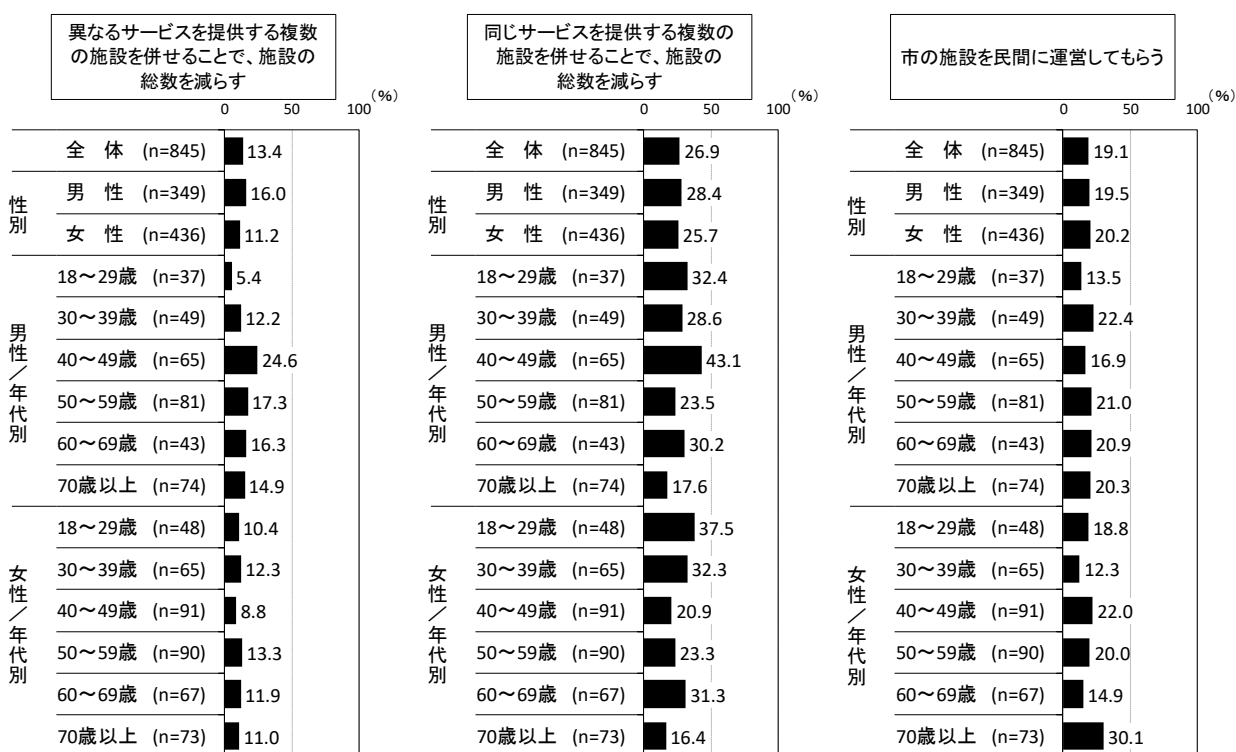 異なるサービスを提供する複数
の施設を併せることで、施設の
総数を減らす
0 50 100 (%)
全 体 (n=845) 13.4
性別
男 性 (n=349) 16.0
女 性 (n=436) 11.2
男性/年代別
18~29歳 (n=37) 5.4
30~39歳 (n=49) 12.2
40~49歳 (n=65) 24.6
50~59歳 (n=81) 17.3
60~69歳 (n=43) 16.3
70歳以上 (n=74) 14.9
女性/年代別
18~29歳 (n=48) 10.4
30~39歳 (n=65) 12.3
40~49歳 (n=91) 8.8
50~59歳 (n=90) 13.3
60~69歳 (n=67) 11.9
70歳以上 (n=73) 11.0
同じサービスを提供する複数の
施設を併せることで、施設の
総数を減らす
0 50 100 (%)
全 体 (n=845) 26.9
性別
男 性 (n=349) 28.4
女 性 (n=436) 25.7
男性/年代別
18~29歳 (n=37) 32.4
30~39歳 (n=49) 28.6
40~49歳 (n=65) 43.1
50~59歳 (n=81) 23.5
60~69歳 (n=43) 30.2
70歳以上 (n=74) 17.6
女性/年代別
18~29歳 (n=48) 37.5
30~39歳 (n=65) 32.3
40~49歳 (n=91) 20.9
50~59歳 (n=90) 23.3
60~69歳 (n=67) 31.3
70歳以上 (n=73) 16.4
市の施設を民間に運営してもらう
0 50 100 (%)
全 体 (n=845) 19.1
性別
男 性 (n=349) 19.5
女 性 (n=436) 20.2
男性/年代別
18~29歳 (n=37) 13.5
30~39歳 (n=49) 22.4
40~49歳 (n=65) 16.9
50~59歳 (n=81) 21.0
60~69歳 (n=43) 20.9
70歳以上 (n=74) 20.3
女性/年代別
18~29歳 (n=48) 18.8
30~39歳 (n=65) 12.3
40~49歳 (n=91) 22.0
50~59歳 (n=90) 20.0
60~69歳 (n=67) 14.9
70歳以上 (n=73) 30.1